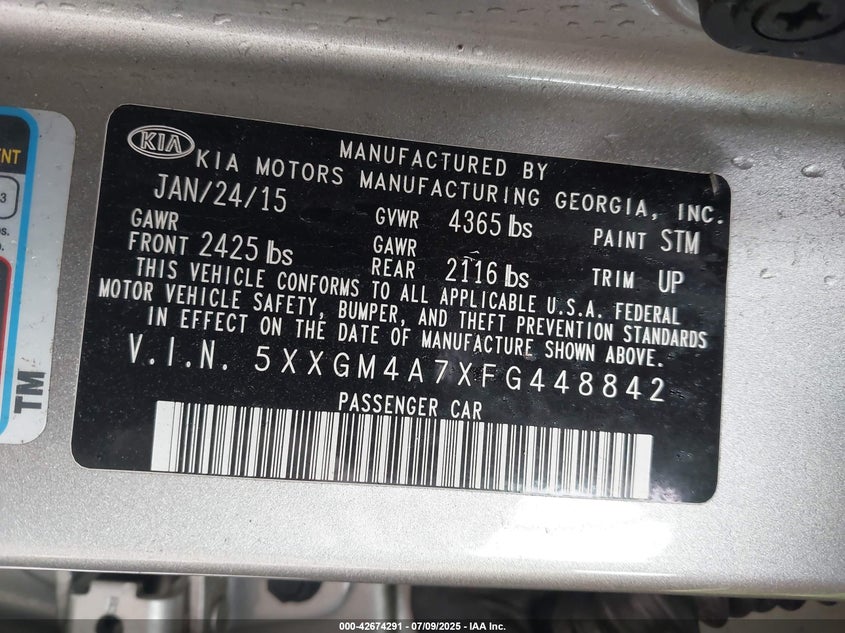 KIA
MANUFACTURED BY
KIA MOTORS MANUFACTURING GEORGIA, INC.
JAN/24/15 GVWR 4365 lbs PAINT STM
GAWR FRONT 2425 lbs GAWR REAR 2116 lbs TRIM UP
THIS VEHICLE CONFORMS TO ALL APPLICABLE U.S.A. FEDERAL
MOTOR VEHICLE SAFETY, BUMPER, AND THEFT PREVENTION STANDARDS
IN EFFECT ON THE DATE OF MANUFACTURE SHOWN ABOVE.
V.I.N. 5XXGM4A7XFG448842
PASSENGER CAR
TM
000-42674291 - 07/09/2025 - IAA Inc.